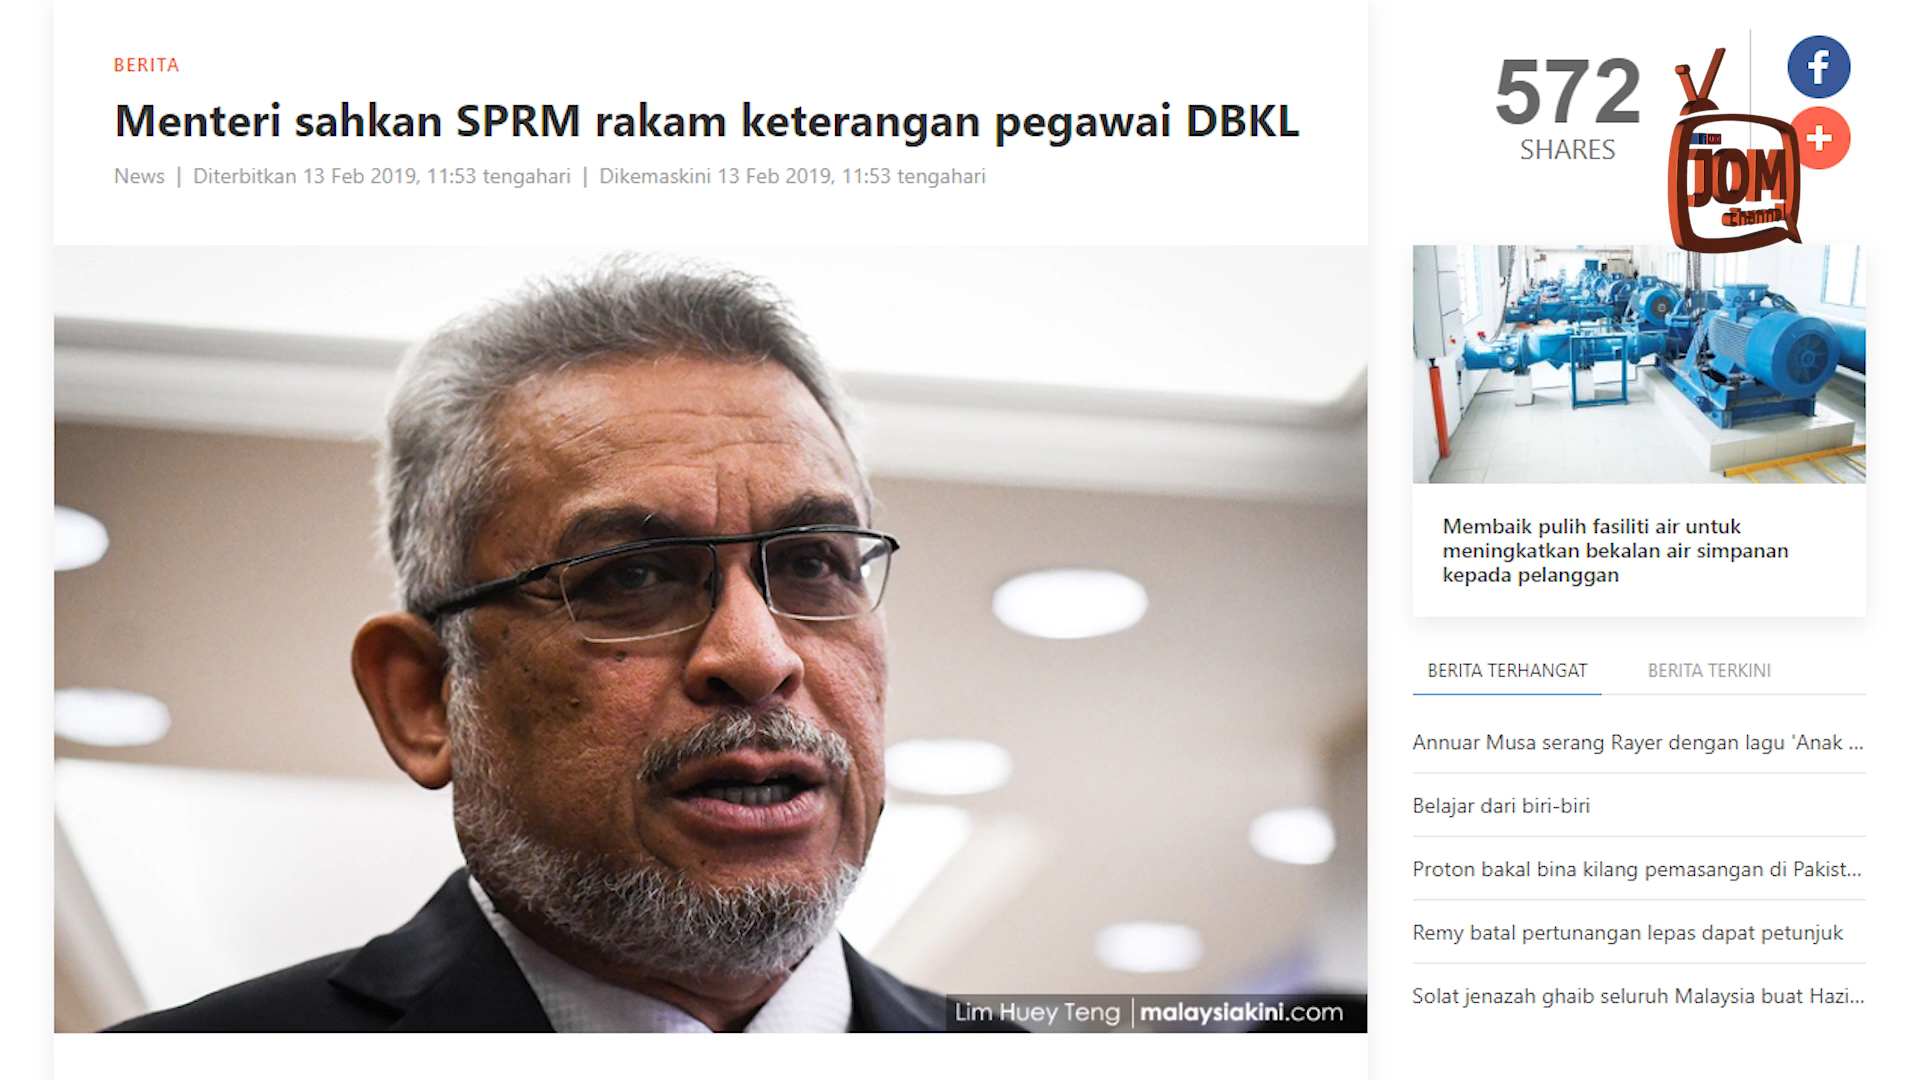 BERITA
Menteri sahkan SPRM rakam keterangan pegawai DBKL
News | Diterbitkan 13 Feb 2019, 11:53 tengahari | Dikemaskini 13 Feb 2019, 11:53 tengahari
572
SHARES
f
+
JOM
channel
Membaik pulih fasiliti air untuk
meningkatkan bekalan air simpanan
kepada pelanggan
BERITA TERHANGAT
BERITA TERKINI
Annuar Musa serang Rayer dengan lagu 'Anak ...
Belajar dari biri-biri
Proton bakal bina kilang pemasangan di Pakist...
Remy batal pertunangan lepas dapat petunjuk
Solat jenazah ghaib seluruh Malaysia buat Hazi...
Lim Huey Teng | malaysiakini.com